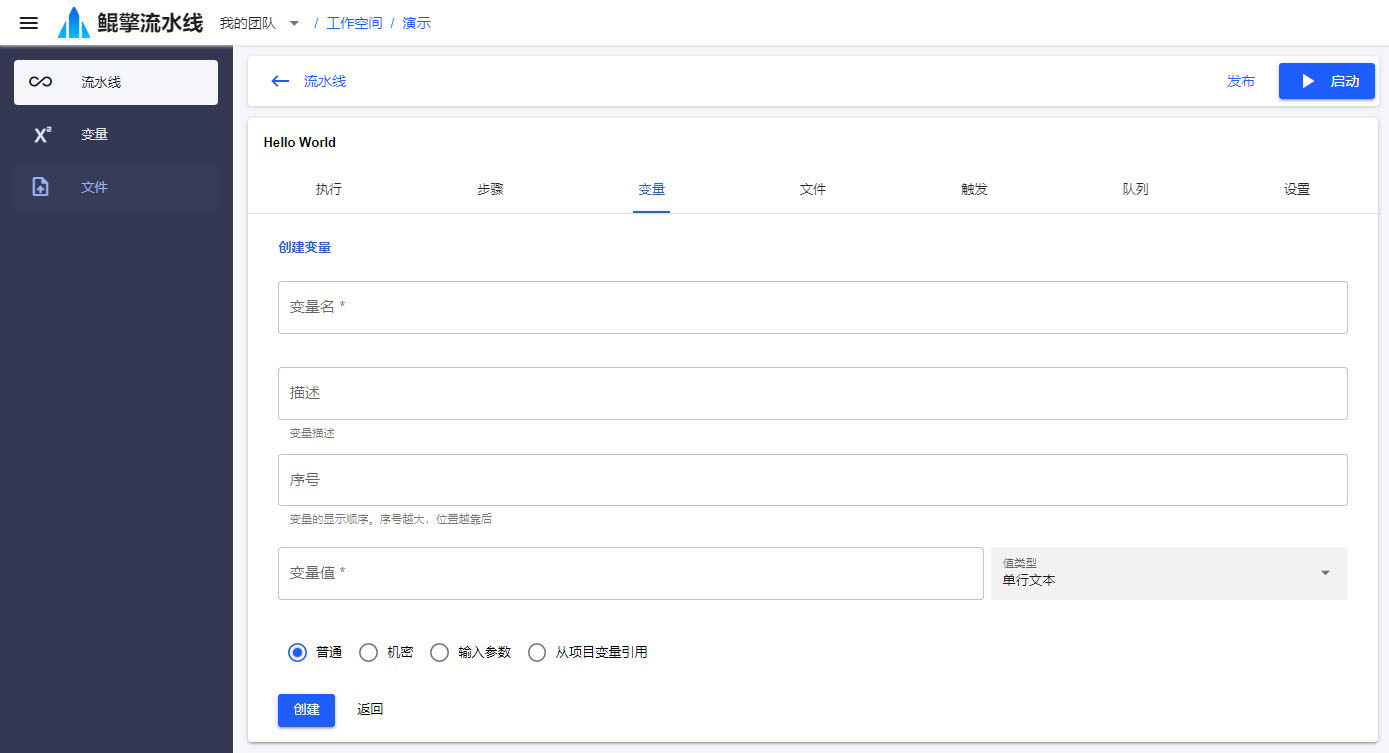 鲲擎流水线 我的团队 / 工作空间 / 演示
流水线
变量
文件
流水线 发布 启动
Hello World
执行 步骤 变量 文件 触发 队列 设置
创建变量
变量名 *
描述
变量描述
序号
变量的显示顺序。序号越大，位置越靠后
变量值 *
值类型
单行文本
普通 机密 输入参数 从项目变量引用
创建 返回